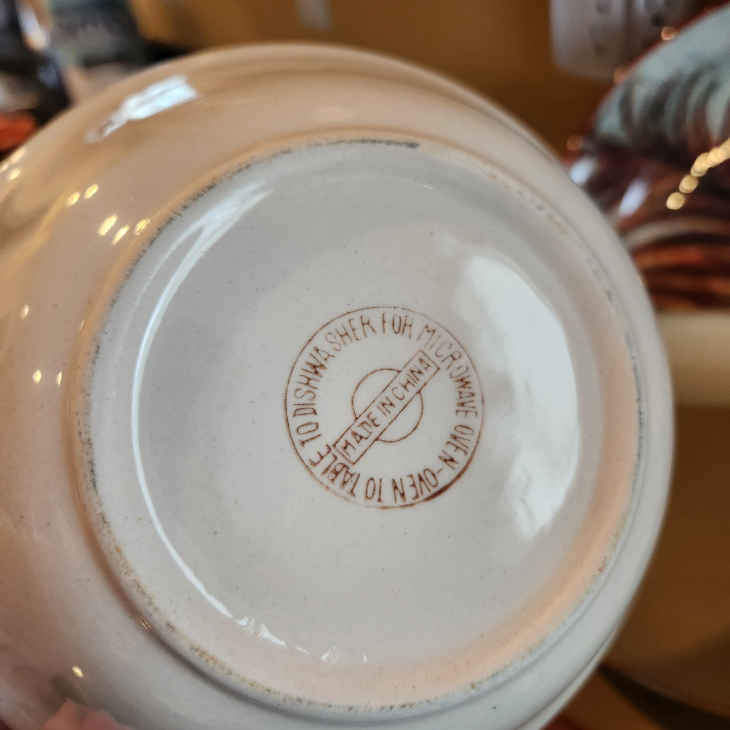 FOR MICROWAVE OVEN-OVEN TO TABLE TO DISHWASHER
MADE IN CHINA